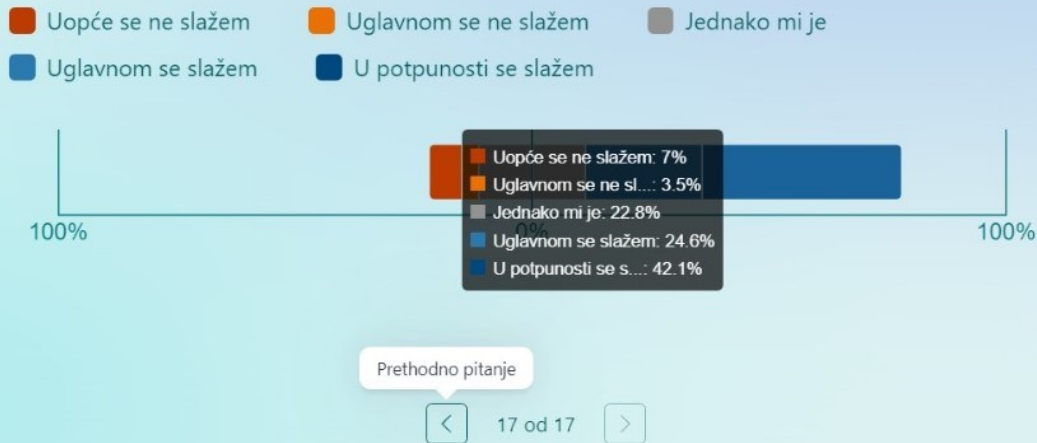 Uopće se ne slažem Uglavnom se ne slažem Jednako mi je
Uglavnom se slažem U potpunosti se slažem
Uopće se ne slažem: 7%
Uglavnom se ne sl...: 3.5%
Jednako mi je: 22.8%
Uglavnom se slažem: 24.6%
U potpunosti se s...: 42.1%
100% 0% 100%
Prethodno pitanje
17 od 17